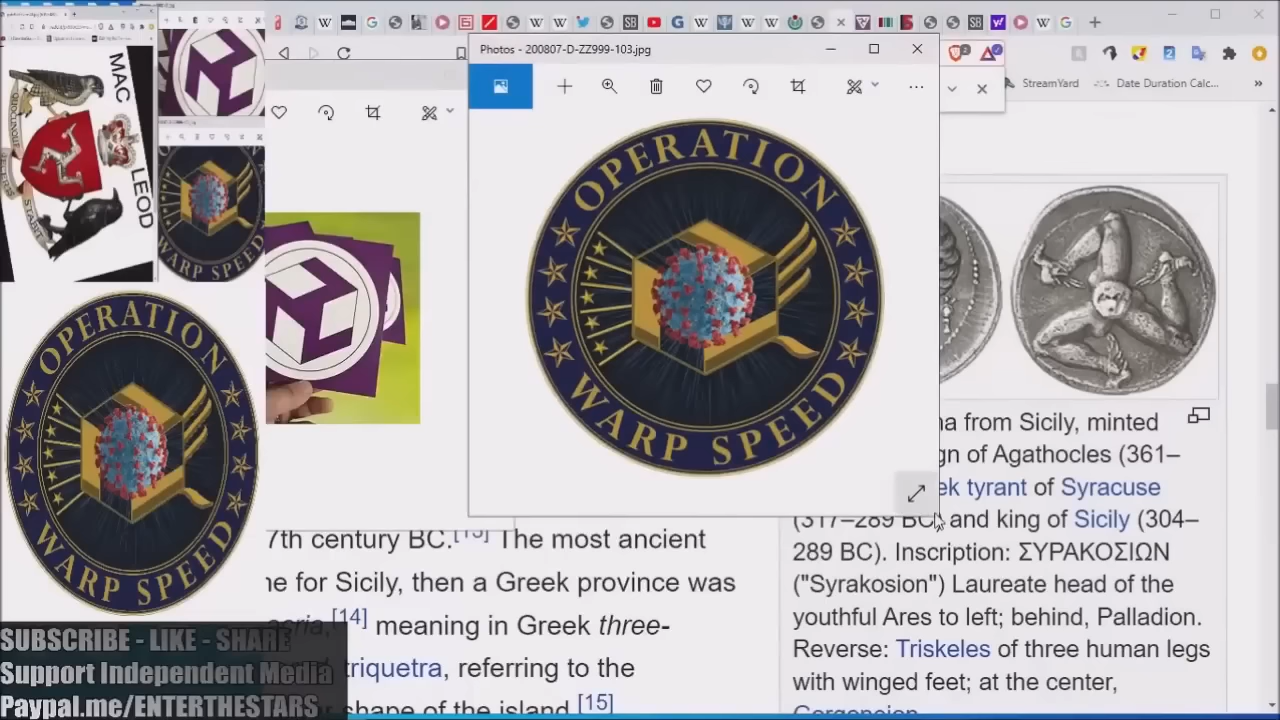 MAC
LEOD
STABIT
WARP SPEED
OPERATION
WARP SPEED
SUBSCRIBE - LIKE - SHARE
Support Independent Media
Paypal.me/ENTERTHESTARS
Photos - 200807-D-ZZ999-103.jpg
OPERATION
WARP SPEED
StreamYard
Date Duration Calc...
7th century BC.
The most ancient
ne for Sicily, then a Greek province was
[14] meaning in Greek three-
triquetra, referring to the
shape of the island.[15]
na from Sicily, minted
gn of Agathocles (361–
ek tyrant of Syracuse
(317–289 BC) and king of Sicily (304–
289 BC). Inscription: ΣΥΡΑΚΟΣΙΩΝ
("Syrakosion") Laureate head of the
youthful Ares to left; behind, Palladion.
Reverse: Triskeles of three human legs
with winged feet; at the center,
Gorgoneion